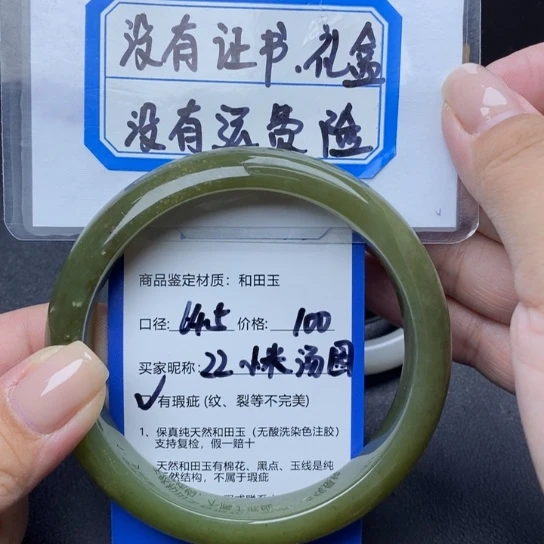 没有证书、礼盒
没有运费险
商品鉴定材质：和田玉
口径: 64.5 价格: 100
买家昵称: 22.小米汤圆
✓有瑕疵 (纹、裂等不完美)
1、保真纯天然和田玉（无酸洗染色注胶）
支持复检，假一赔十
天然和田玉有棉花、黑点、玉线是纯
天然结构，不属于瑕疵